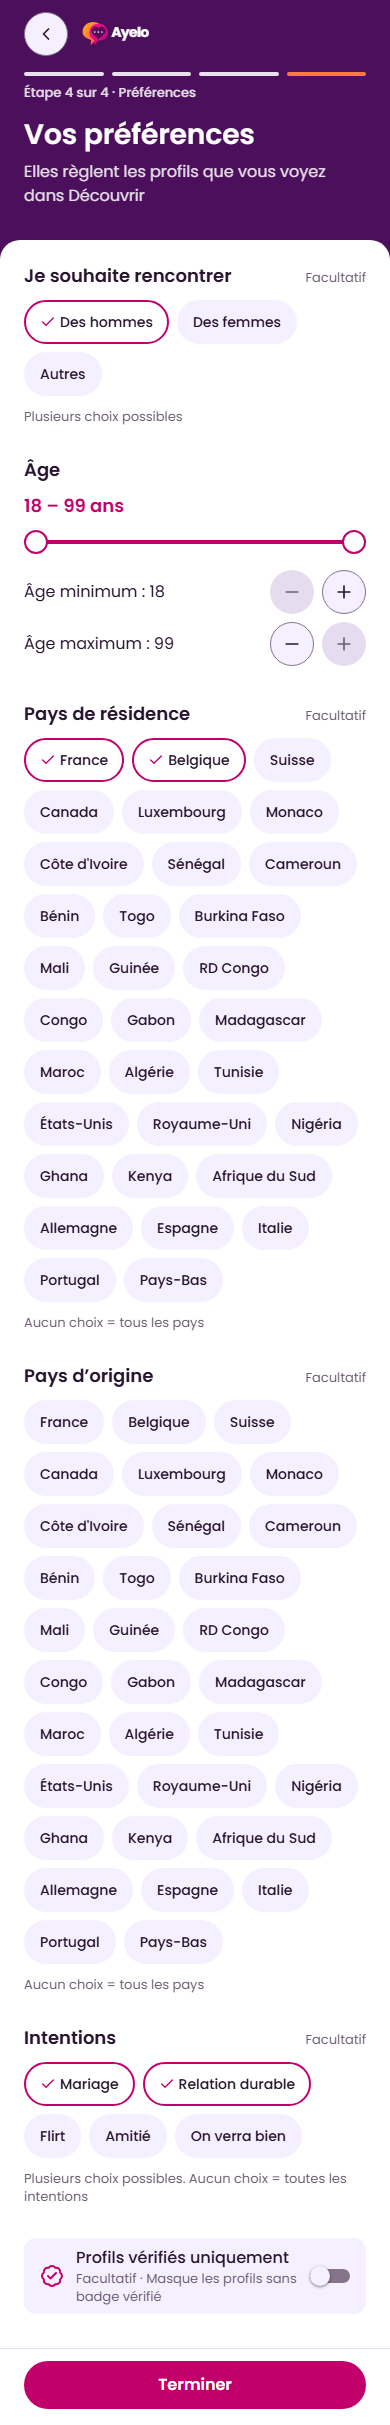 Ayelo
Étape 4 sur 4 · Préférences
Vos préférences
Elles règlent les profils que vous voyez
dans Découvrir
Je souhaite rencontrer Facultatif
Des hommes Des femmes
Autres
Plusieurs choix possibles
Âge
18 – 99 ans
Âge minimum : 18
Âge maximum : 99
Pays de résidence Facultatif
France Belgique Suisse
Canada Luxembourg Monaco
Côte d'Ivoire Sénégal Cameroun
Bénin Togo Burkina Faso
Mali Guinée RD Congo
Congo Gabon Madagascar
Maroc Algérie Tunisie
États-Unis Royaume-Uni Nigéria
Ghana Kenya Afrique du Sud
Allemagne Espagne Italie
Portugal Pays-Bas
Aucun choix = tous les pays
Pays d’origine Facultatif
France Belgique Suisse
Canada Luxembourg Monaco
Côte d'Ivoire Sénégal Cameroun
Bénin Togo Burkina Faso
Mali Guinée RD Congo
Congo Gabon Madagascar
Maroc Algérie Tunisie
États-Unis Royaume-Uni Nigéria
Ghana Kenya Afrique du Sud
Allemagne Espagne Italie
Portugal Pays-Bas
Aucun choix = tous les pays
Intentions Facultatif
Mariage Relation durable
Flirt Amitié On verra bien
Plusieurs choix possibles. Aucun choix = toutes les
intentions
Profils vérifiés uniquement
Facultatif · Masque les profils sans
badge vérifié
Terminer